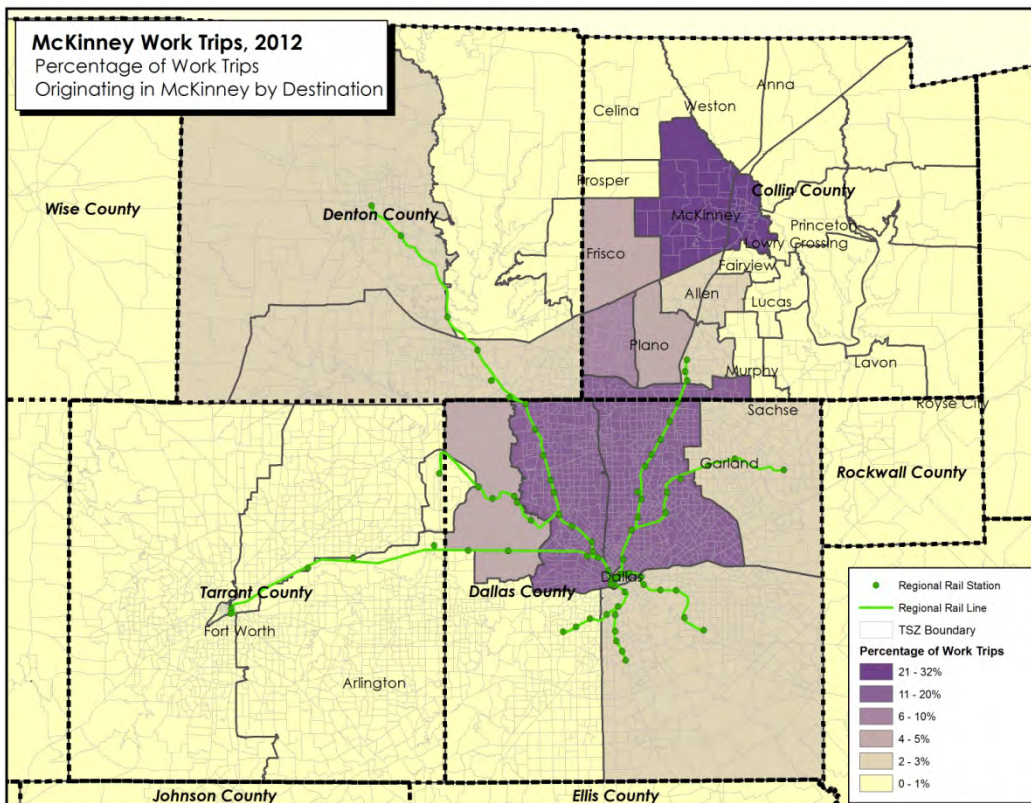 McKinney Work Trips, 2012
Percentage of Work Trips
Originating in McKinney by Destination
Anna
Weston
Celina
Prosper
Collin County
Wise County
Denton County
McKinney
Princeton
Lowry Crossing
Frisco
Fairview
Allen
Lucas
Plano
Lavon
Murphy
Royse City
Sachse
Garland
Rockwall County
Dallas
Tarrant County
Dallas County
Fort Worth
Arlington
Regional Rail Station
Regional Rail Line
TSZ Boundary
Percentage of Work Trips
21 - 32%
11 - 20%
6 - 10%
4 - 5%
2 - 3%
0 - 1%
Johnson County
Ellis County